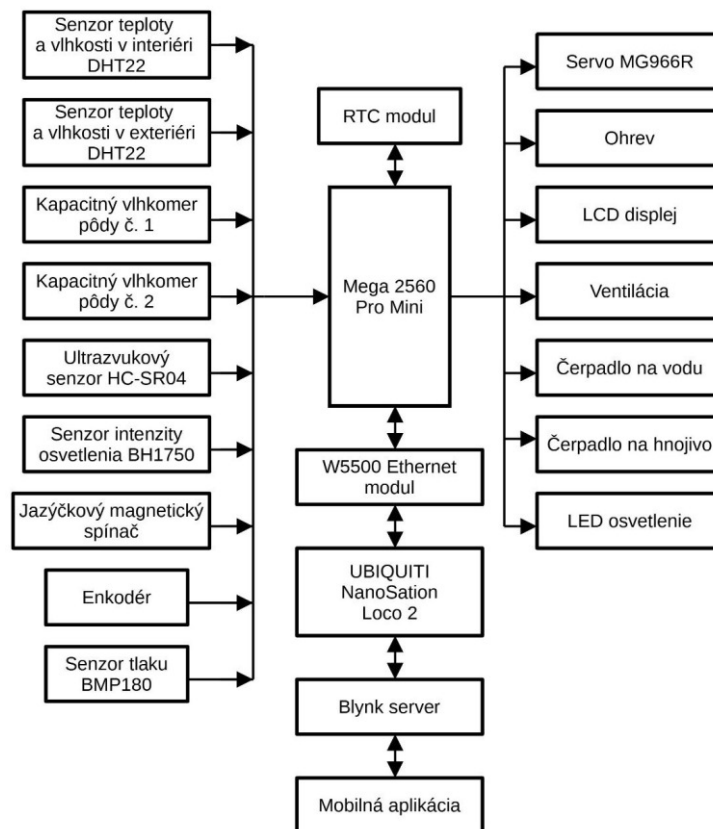 Senzor teploty
a vlhkosti v interiéri
DHT22
Senzor teploty
a vlhkosti v exteriéri
DHT22
Kapacitný vlhkomer
pôdy č. 1
Kapacitný vlhkomer
pôdy č. 2
Ultrazvukový
senzor HC-SR04
Senzor intenzity
osvetlenia BH1750
Jazýčkový magnetický
spínač
Enkodér
Senzor tlaku
BMP180
RTC modul
Mega 2560
Pro Mini
W5500 Ethernet
modul
UBIQUITI
NanoSation
Loco 2
Blynk server
Mobilná aplikácia
Servo MG966R
Ohrev
LCD displej
Ventilácia
Čerpadlo na vodu
Čerpadlo na hnojivo
LED osvetlenie